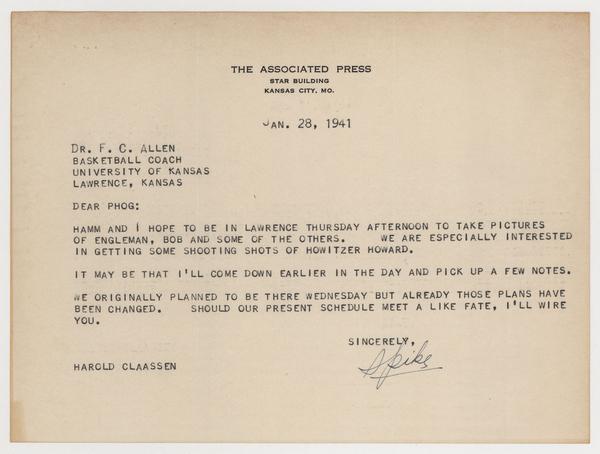 THE ASSOCIATED PRESS
STAR BUILDING
KANSAS CITY, MO.
JAN. 28, 1941
DR. F. C. ALLEN
BASKETBALL COACH
UNIVERSITY OF KANSAS
LAWRENCE, KANSAS
DEAR PHOG:
HAMM AND I HOPE TO BE IN LAWRENCE THURSDAY AFTERNOON TO TAKE PICTURES
OF ENGLEMAN, BOB AND SOME OF THE OTHERS. WE ARE ESPECIALLY INTERESTED
IN GETTING SOME SHOOTING SHOTS OF HOWITZER HOWARD.
IT MAY BE THAT I'LL COME DOWN EARLIER IN THE DAY AND PICK UP A FEW NOTES.
WE ORIGINALLY PLANNED TO BE THERE WEDNESDAY BUT ALREADY THOSE PLANS HAVE
BEEN CHANGED. SHOULD OUR PRESENT SCHEDULE MEET A LIKE FATE, I'LL WIRE
YOU.
SINCERELY,
Spike
HAROLD CLAASSEN